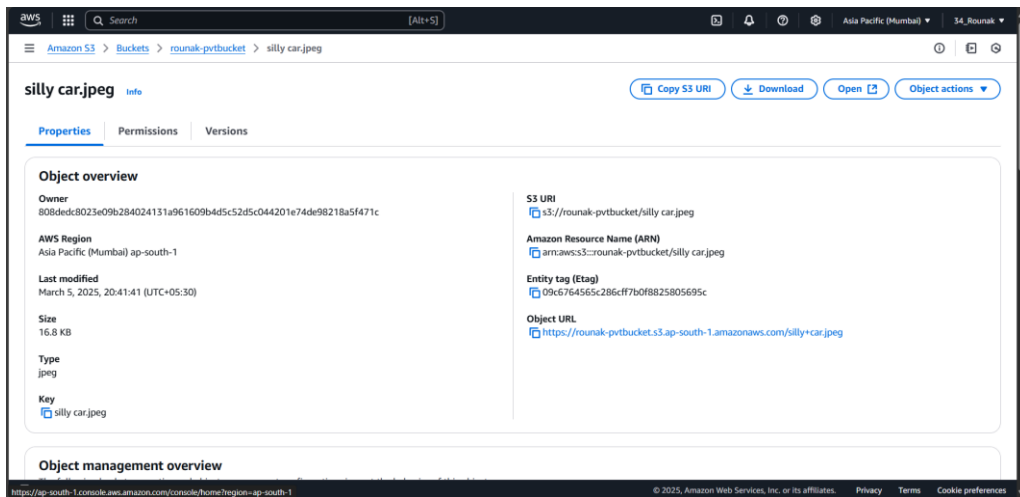 aws
Search [Alt+S]
Asia Pacific (Mumbai) ▼ 34_Rounak ▼
Amazon S3 > Buckets > rounak-pvtbucket > silly car.jpeg
silly car.jpeg Info
Copy S3 URI Download Open Object actions ▼
Properties Permissions Versions
Object overview
Owner
808dedc8023e09b284024131a961609b4d5c52d5c044201e74de98218a5f471c
AWS Region
Asia Pacific (Mumbai) ap-south-1
Last modified
March 5, 2025, 20:41:41 (UTC+05:30)
Size
16.8 KB
Type
jpeg
Key
silly car.jpeg
S3 URI
s3://rounak-pvtbucket/silly car.jpeg
Amazon Resource Name (ARN)
arn:aws:s3:::rounak-pvtbucket/silly car.jpeg
Entity tag (Etag)
09c6764565c286cff7b0f8825805695c
Object URL
https://rounak-pvtbucket.s3.ap-south-1.amazonaws.com/silly+car.jpeg
Object management overview
https://ap-south-1.console.aws.amazon.com/console/home?region=ap-south-1
© 2025, Amazon Web Services, Inc. or its affiliates. Privacy Terms Cookie preferences